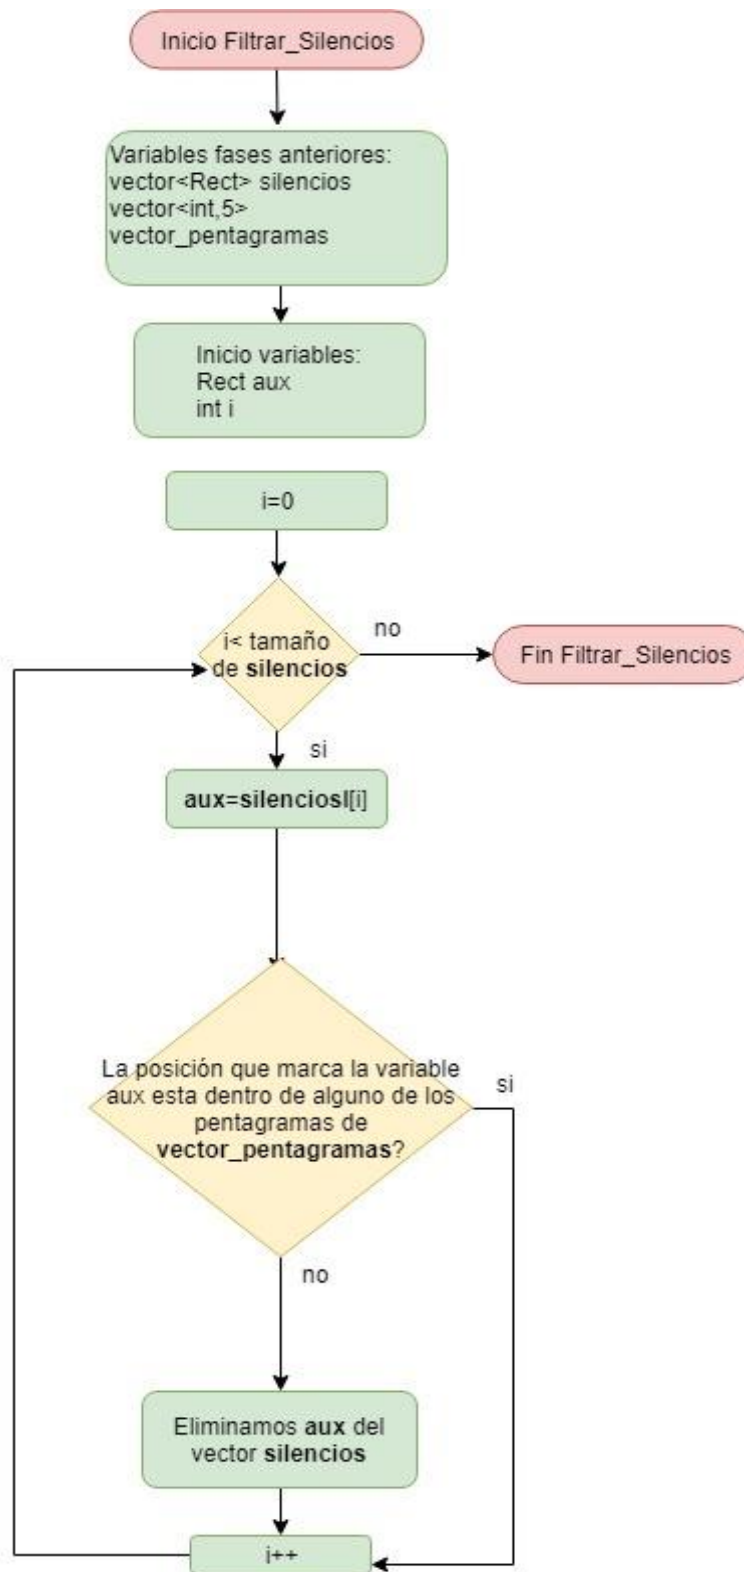 Inicio Filtrar_Silencios
Variables fases anteriores:
vector<Rect> silencios
vector<int,5>
vector_pentagramas
Inicio variables:
Rect aux
int i
i=0
i< tamaño
de silencios
no
Fin Filtrar_Silencios
si
aux=silenciosl[i]
La posición que marca la variable
aux esta dentro de alguno de los
pentagramas de
vector_pentagramas?
si
no
Eliminamos aux del
vector silencios
i++